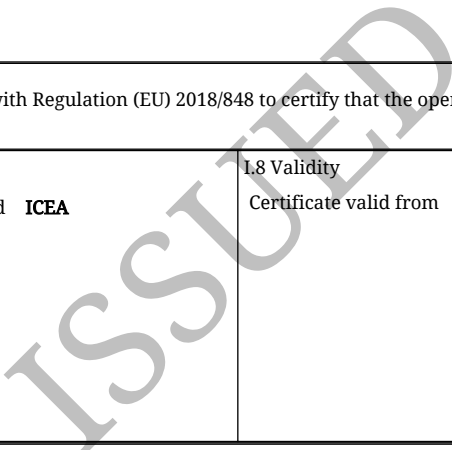 with Regulation (EU) 2018/848 to certify that the oper
I.8 Validity
ICEA
Certificate valid from
ISSUED